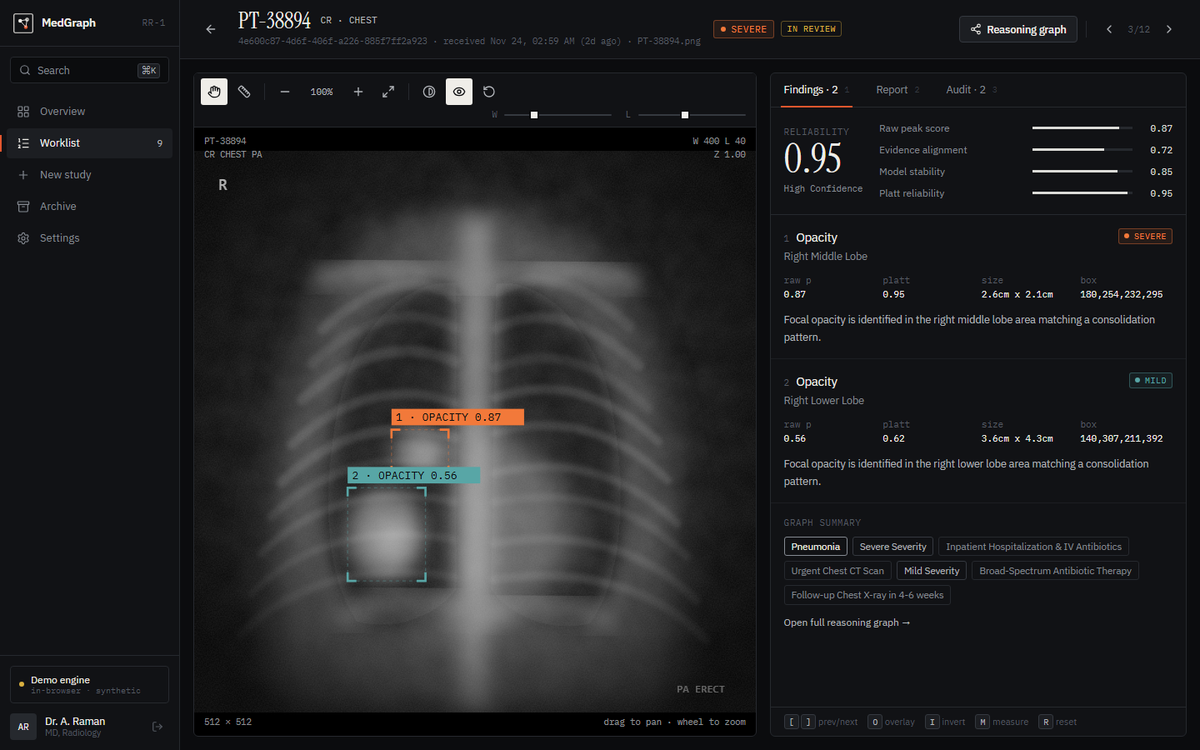 MedGraph RR-1
Search ⌘K
Overview
Worklist 9
New study
Archive
Settings
Demo engine
in-browser · synthetic
AR Dr. A. Raman
MD, Radiology
PT-38894 CR · CHEST
4e600c87-4d6f-406f-a226-885f7ff2a923 · received Nov 24, 02:59 AM (2d ago) · PT-38894.png
SEVERE IN REVIEW
Reasoning graph
3/12
100%
W L
PT-38894 W 400 L 40
CR CHEST PA Z 1.00
R
1 · OPACITY 0.87
2 · OPACITY 0.56
PA ERECT
512 × 512 drag to pan · wheel to zoom
Findings · 2 1 Report 2 Audit · 2 3
RELIABILITY
0.95
High Confidence
Raw peak score 0.87
Evidence alignment 0.72
Model stability 0.85
Platt reliability 0.95
1 Opacity SEVERE
Right Middle Lobe
raw p platt size box
0.87 0.95 2.6cm x 2.1cm 180,254,232,295
Focal opacity is identified in the right middle lobe area matching a consolidation
pattern.
2 Opacity MILD
Right Lower Lobe
raw p platt size box
0.56 0.62 3.6cm x 4.3cm 140,307,211,392
Focal opacity is identified in the right lower lobe area matching a consolidation
pattern.
GRAPH SUMMARY
Pneumonia Severe Severity Inpatient Hospitalization & IV Antibiotics
Urgent Chest CT Scan Mild Severity Broad-Spectrum Antibiotic Therapy
Follow-up Chest X-ray in 4-6 weeks
Open full reasoning graph →
[ ] prev/next O overlay I invert M measure R reset